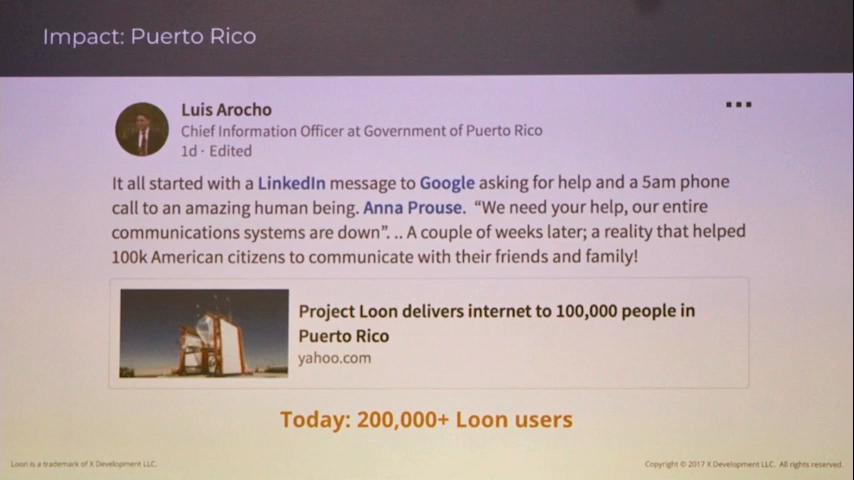 Impact: Puerto Rico
Luis Arocho
Chief Information Officer at Government of Puerto Rico
1d · Edited
It all started with a LinkedIn message to Google asking for help and a 5am phone
call to an amazing human being. Anna Prouse. “We need your help, our entire
communications systems are down”. .. A couple of weeks later; a reality that helped
100k American citizens to communicate with their friends and family!
Project Loon delivers internet to 100,000 people in
Puerto Rico
yahoo.com
Today: 200,000+ Loon users
Loon is a trademark of X Development LLC.
Copyright © 2017 X Development LLC. All rights reserved.